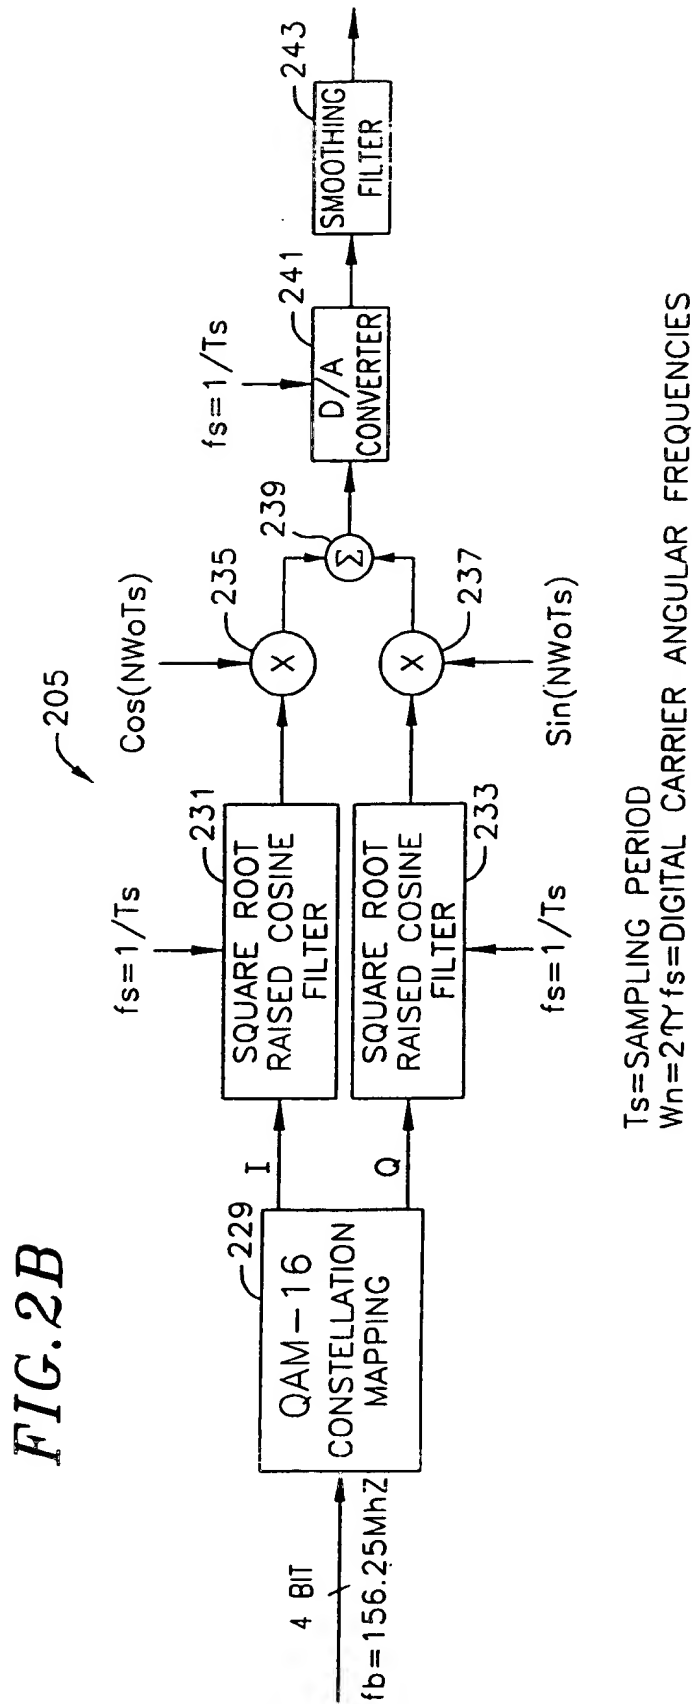 FIG.2B
205
4 BIT
fb=156.25MhZ
229
QAM-16
CONSTELLATION
MAPPING
I
Q
fs=1/Ts
231
SQUARE ROOT
RAISED COSINE
FILTER
SQUARE ROOT
RAISED COSINE
FILTER
233
fs=1/Ts
Cos(NWoTs)
235
X
X
237
Sin(NWoTs)
239
Σ
fs=1/Ts
241
D/A
CONVERTER
243
SMOOTHING
FILTER
Ts=SAMPLING PERIOD
Wn=2πfs=DIGITAL CARRIER ANGULAR FREQUENCIES